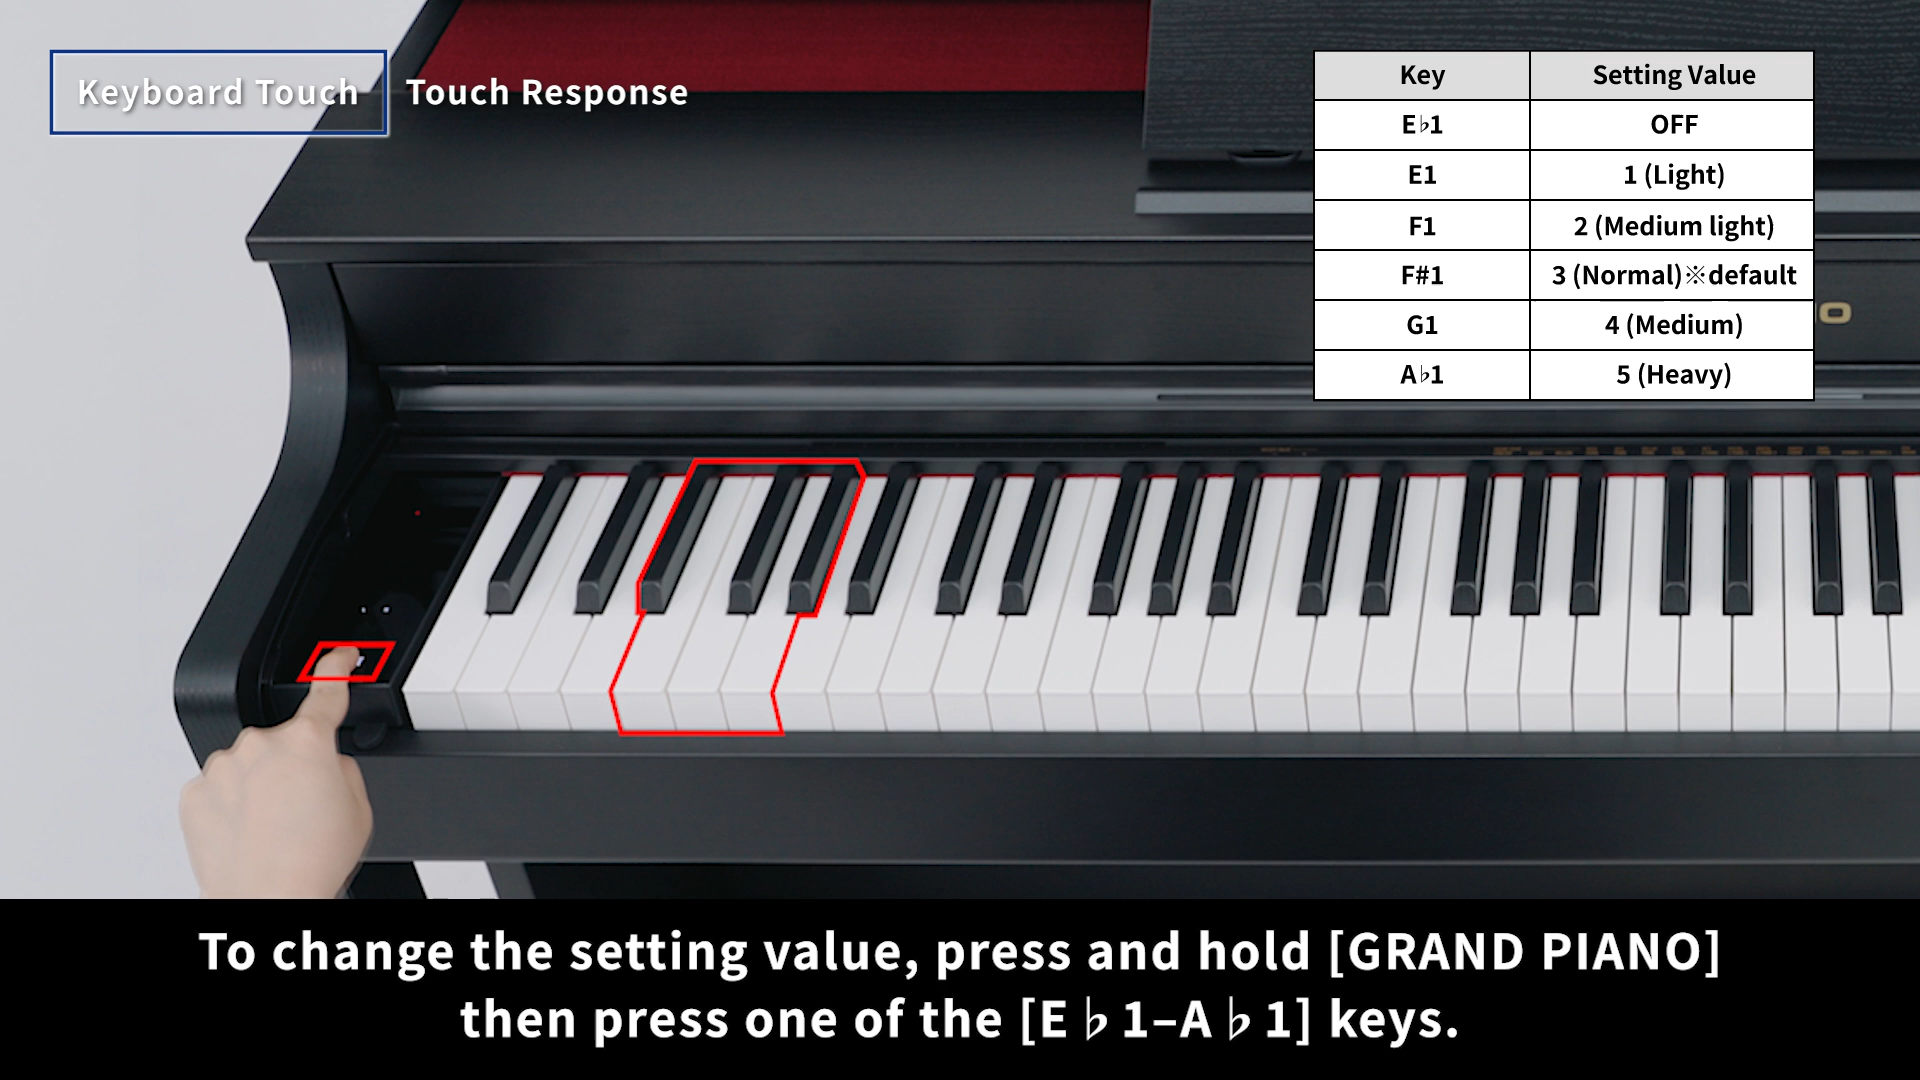 Keyboard Touch Touch Response
Key Setting Value
E♭1 OFF
E1 1 (Light)
F1 2 (Medium light)
F#1 3 (Normal)※default
G1 4 (Medium)
A♭1 5 (Heavy)
To change the setting value, press and hold [GRAND PIANO]
then press one of the [E♭1–A♭1] keys.